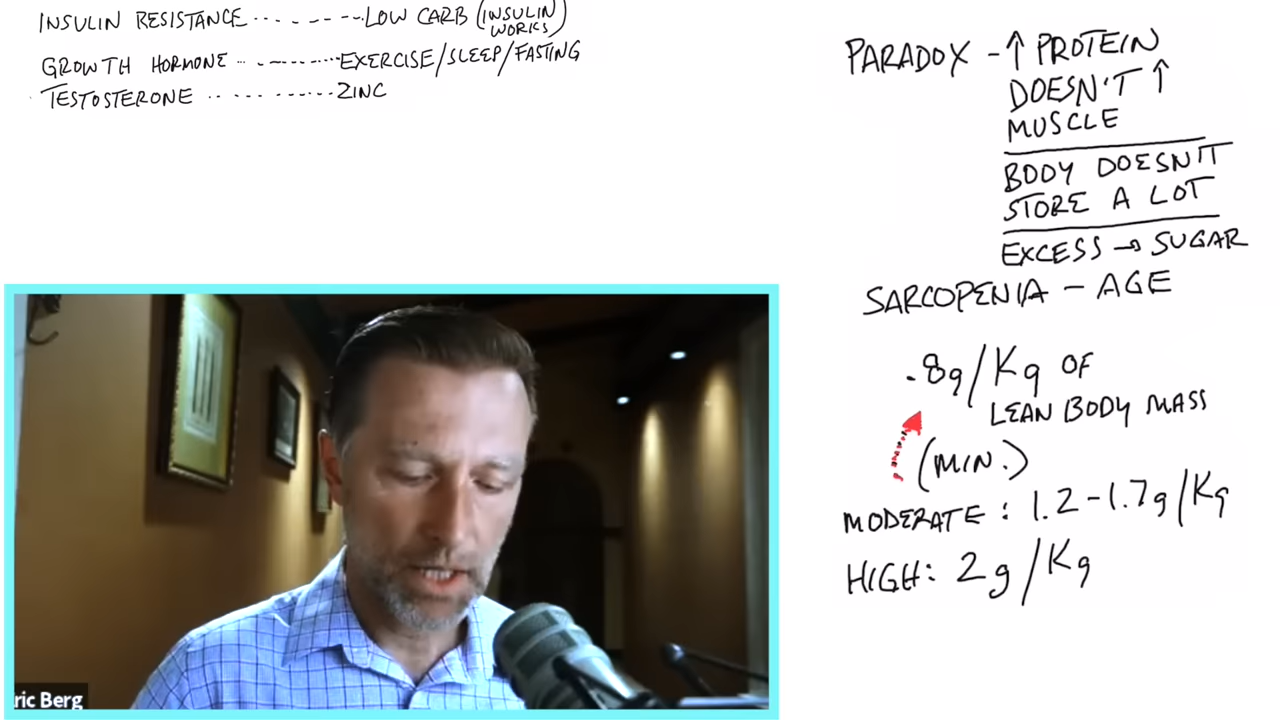 INSULIN RESISTANCE ---------- LOW CARB (INSULIN WORKS)
GROWTH HORMONE ---------- EXERCISE/SLEEP/FASTING
TESTOSTERONE ---------- ZINC
PARADOX - ↑ PROTEIN
DOESN'T ↑
MUSCLE
BODY DOESN'T
STORE A LOT
EXCESS → SUGAR
SARCOPENIA - AGE
.8g/Kg OF
LEAN BODY MASS
(MIN.)
MODERATE: 1.2-1.7g/Kg
HIGH: 2g/Kg
ric Berg